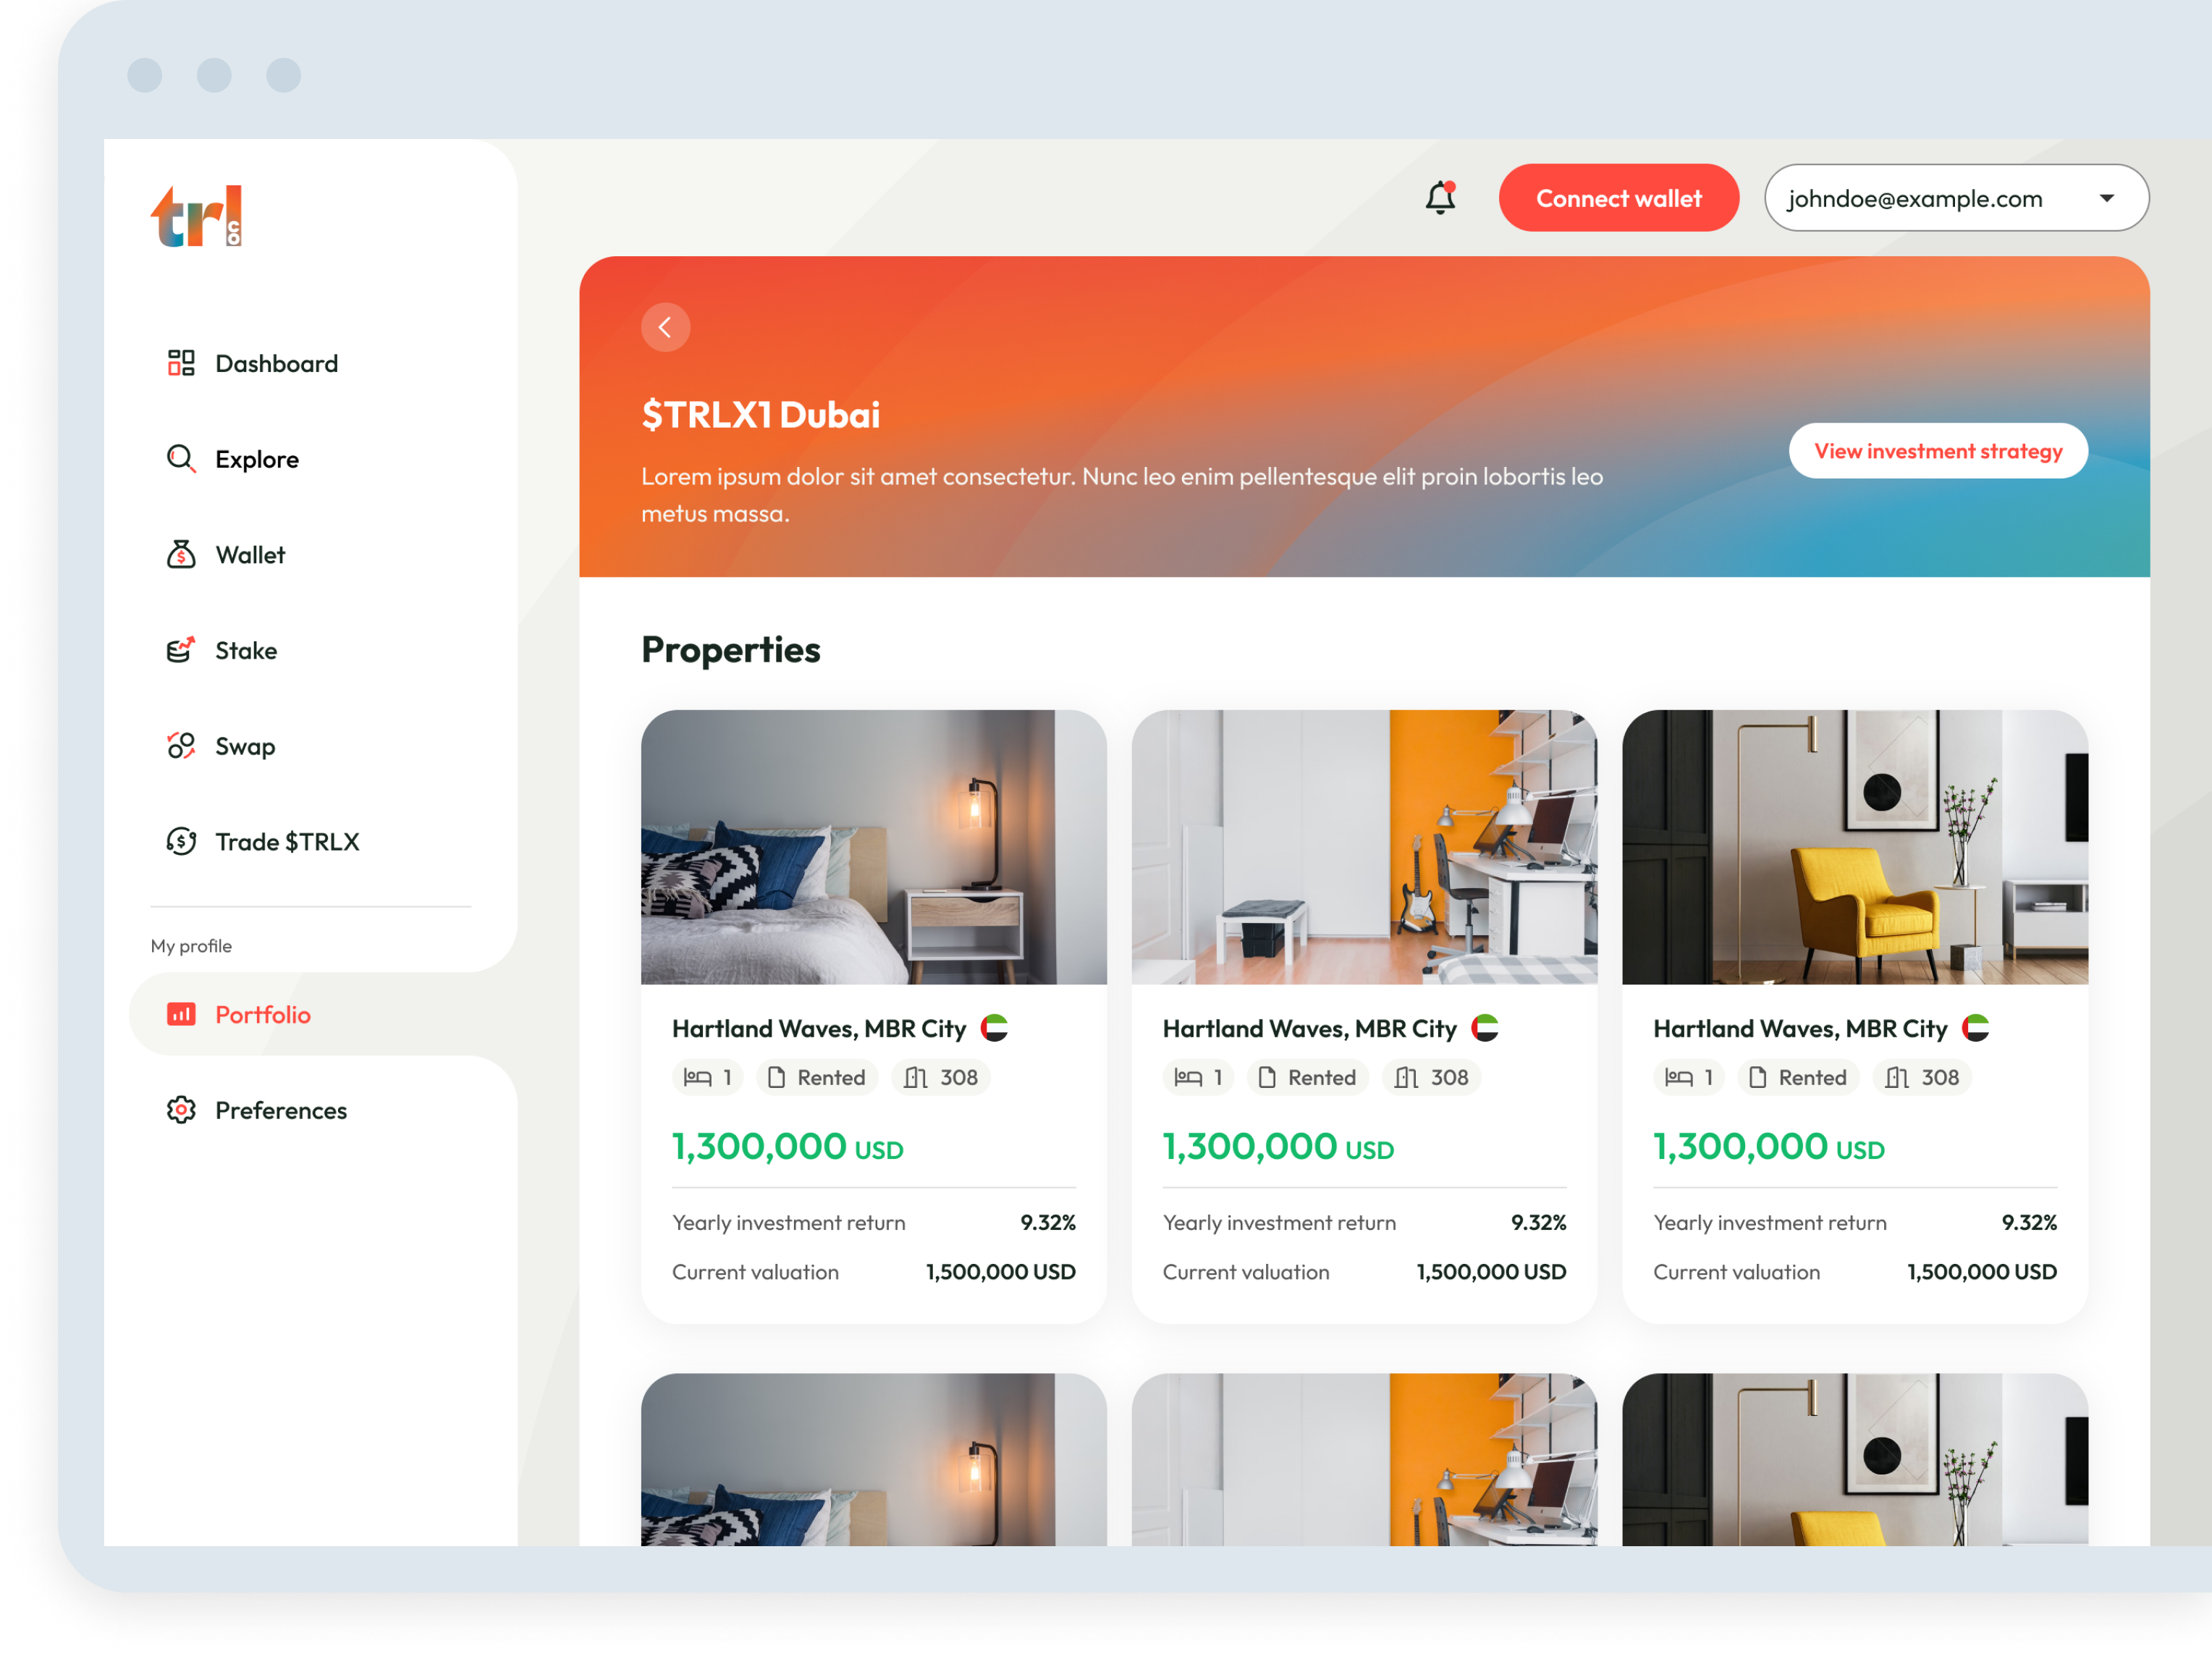 trl
co
Connect wallet
johndoe@example.com
Dashboard
Explore
Wallet
Stake
Swap
Trade $TRLX
My profile
Portfolio
Preferences
$TRLX1 Dubai
Lorem ipsum dolor sit amet consectetur. Nunc leo enim pellentesque elit proin lobortis leo
metus massa.
View investment strategy
Properties
Hartland Waves, MBR City
1 Rented 308
1,300,000 USD
Yearly investment return 9.32%
Current valuation 1,500,000 USD
Hartland Waves, MBR City
1 Rented 308
1,300,000 USD
Yearly investment return 9.32%
Current valuation 1,500,000 USD
Hartland Waves, MBR City
1 Rented 308
1,300,000 USD
Yearly investment return 9.32%
Current valuation 1,500,000 USD